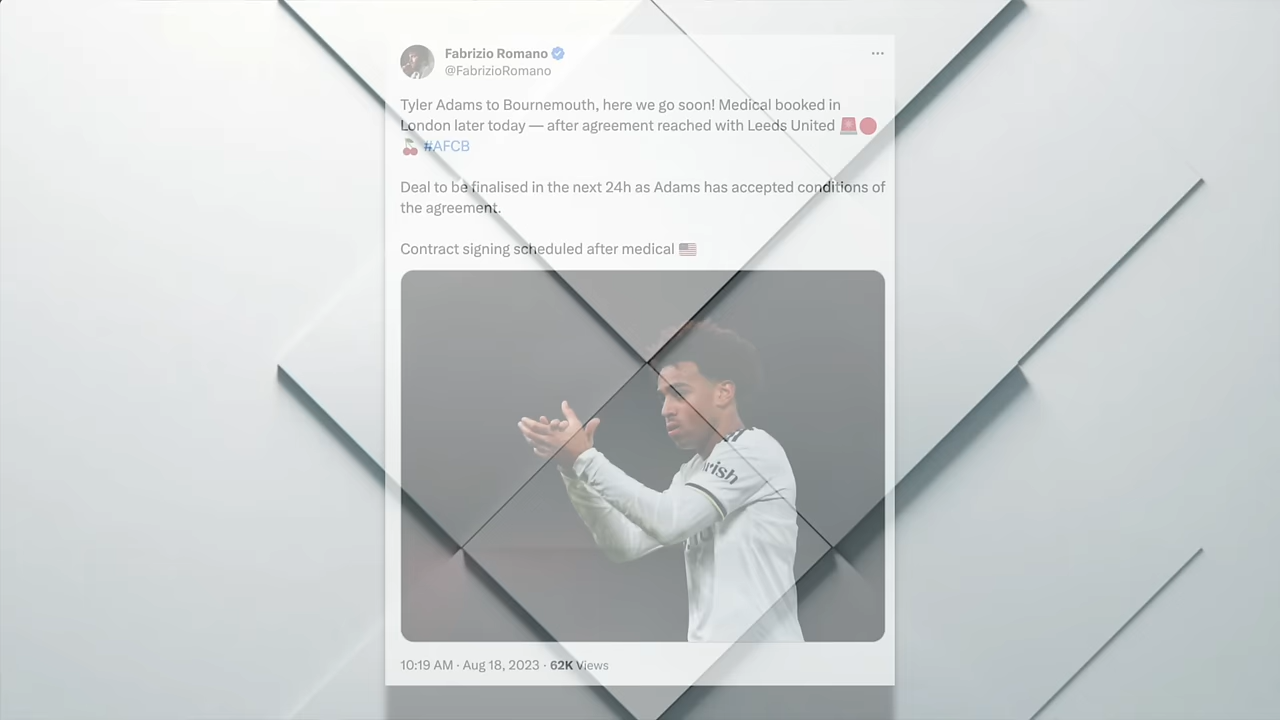 Fabrizio Romano
@FabrizioRomano
Tyler Adams to Bournemouth, here we go soon! Medical booked in
London later today — after agreement reached with Leeds United 🚨🔴
🍒 #AFCB
Deal to be finalised in the next 24h as Adams has accepted conditions of
the agreement.
Contract signing scheduled after medical 🇺🇸
rish
10:19 AM · Aug 18, 2023 · 62K Views